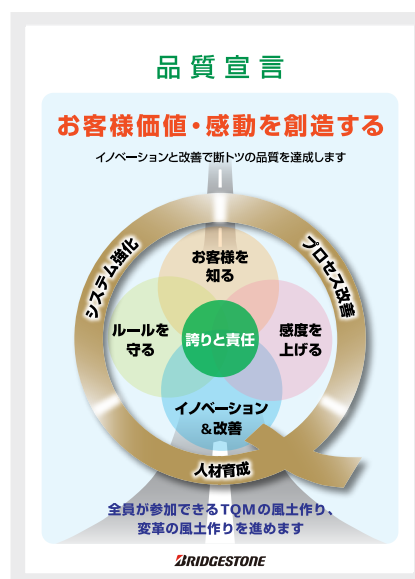 品質宣言
お客様価値・感動を創造する
イノベーションと改善で断トツの品質を達成します
システム強化
プロセス改善
お客様を
知る
ルールを
守る
誇りと責任
感度を
上げる
イノベーション
&改善
人材育成
全員が参加できるTQMの風土作り、
変革の風土作りを進めます
BRIDGESTONE